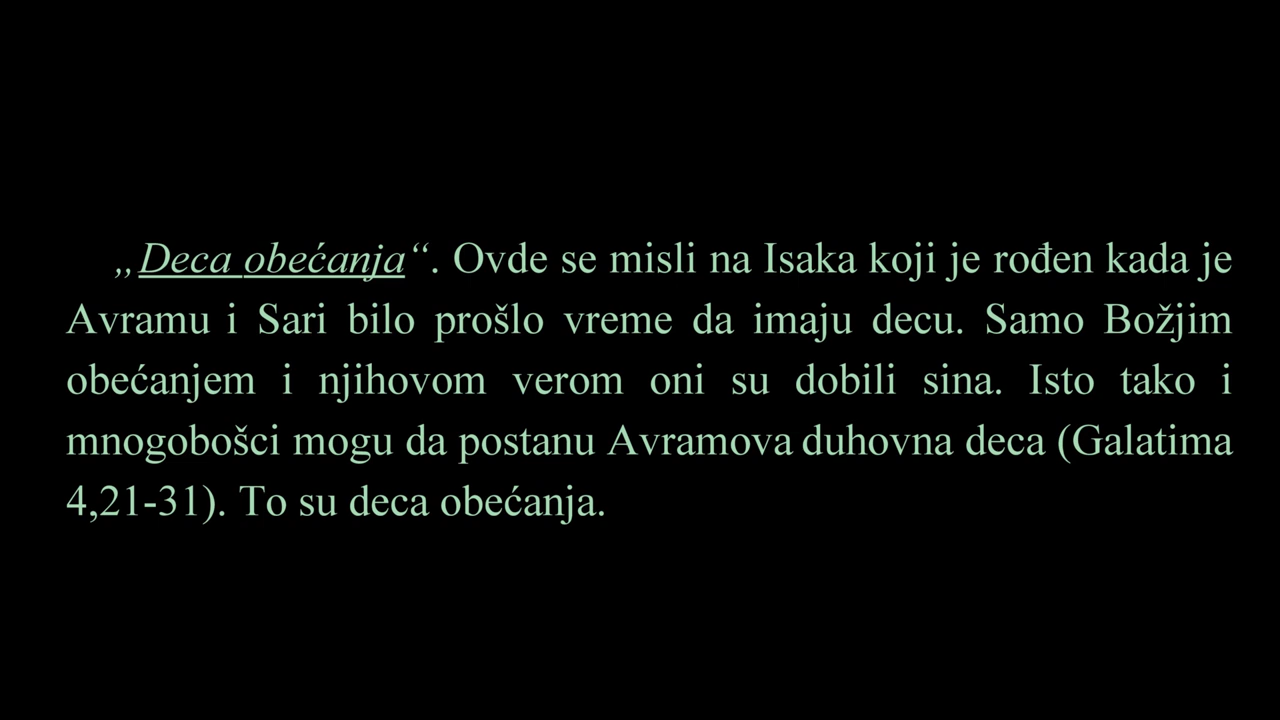 „Deca obećanja“. Ovde se misli na Isaka koji je rođen kada je
Avramu i Sari bilo prošlo vreme da imaju decu. Samo Božjim
obećanjem i njihovom verom oni su dobili sina. Isto tako i
mnogobošci mogu da postanu Avramova duhovna deca (Galatima
4,21-31). To su deca obećanja.